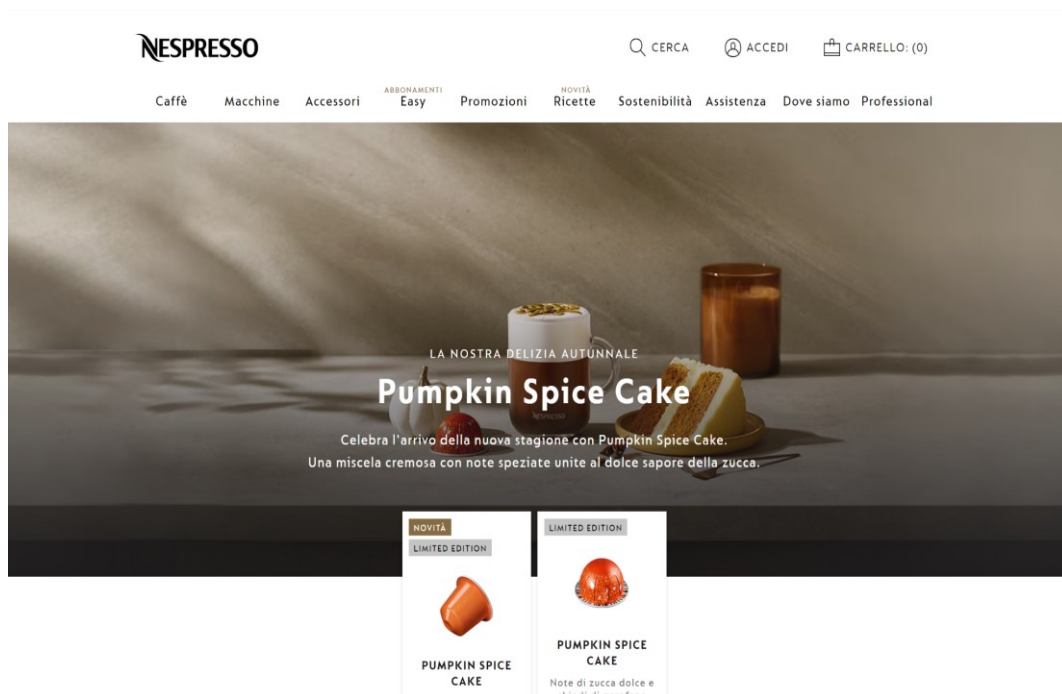 NESPRESSO
CERCA
ACCEDI
CARRELLO: (0)
Caffè
Macchine
Accessori
ABBONAMENTI
Easy
Promozioni
NOVITÀ
Ricette
Sostenibilità
Assistenza
Dove siamo
Professional
LA NOSTRA DELIZIA AUTUNNALE
Pumpkin Spice Cake
NESPRESSO
Celebra l'arrivo della nuova stagione con Pumpkin Spice Cake.
Una miscela cremosa con note speziate unite al dolce sapore della zucca.
NOVITÀ
LIMITED EDITION
PUMPKIN SPICE
CAKE
LIMITED EDITION
PUMPKIN SPICE
CAKE
Note di zucca dolce e